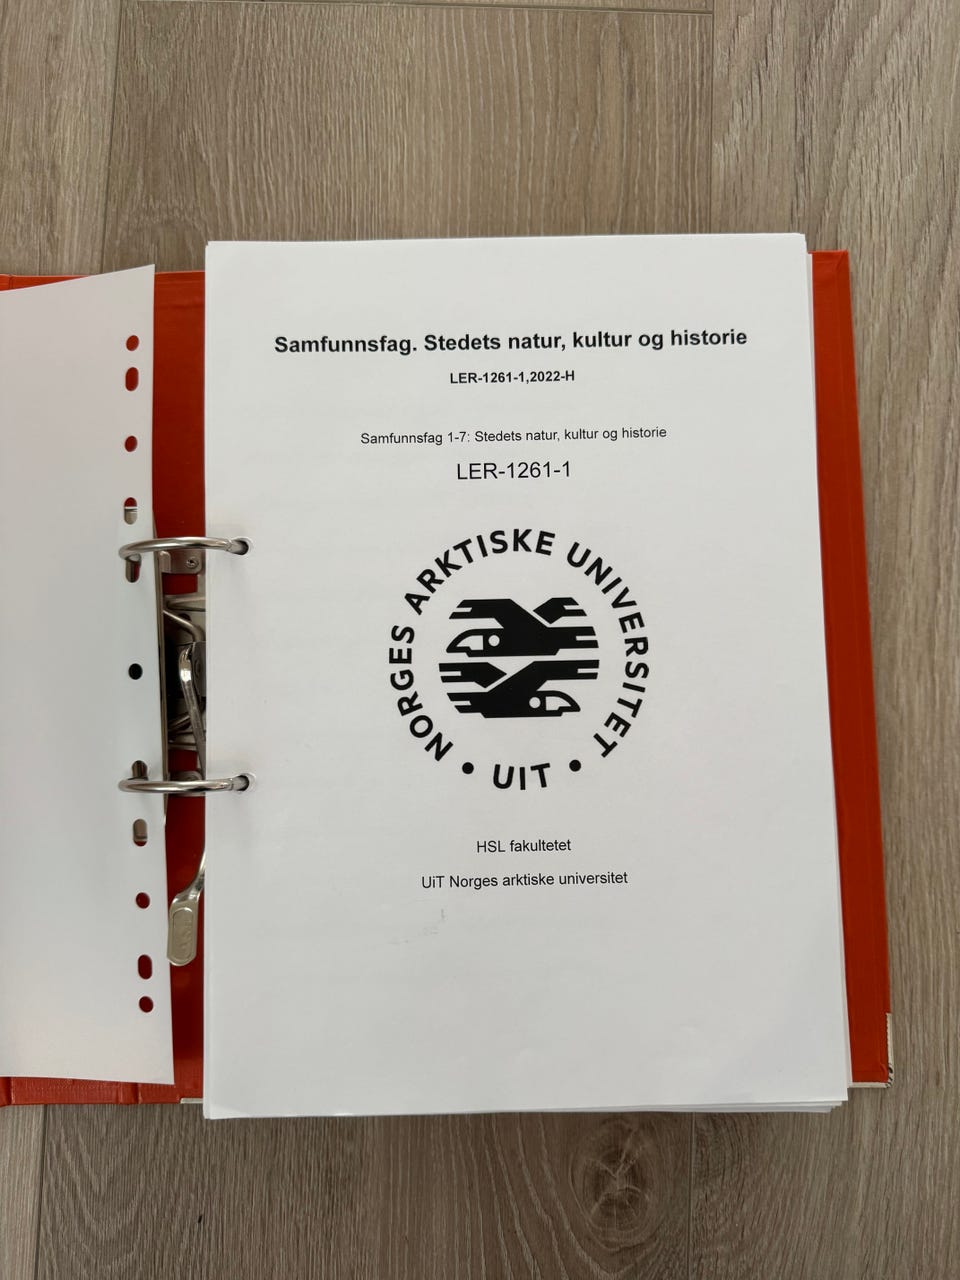 Samfunnsfag. Stedets natur, kultur og historie
LER-1261-1,2022-H
Samfunnsfag 1-7: Stedets natur, kultur og historie
LER-1261-1
NORGES ARKTISKE UNIVERSITET
• UIT •
HSL fakultetet
UiT Norges arktiske universitet